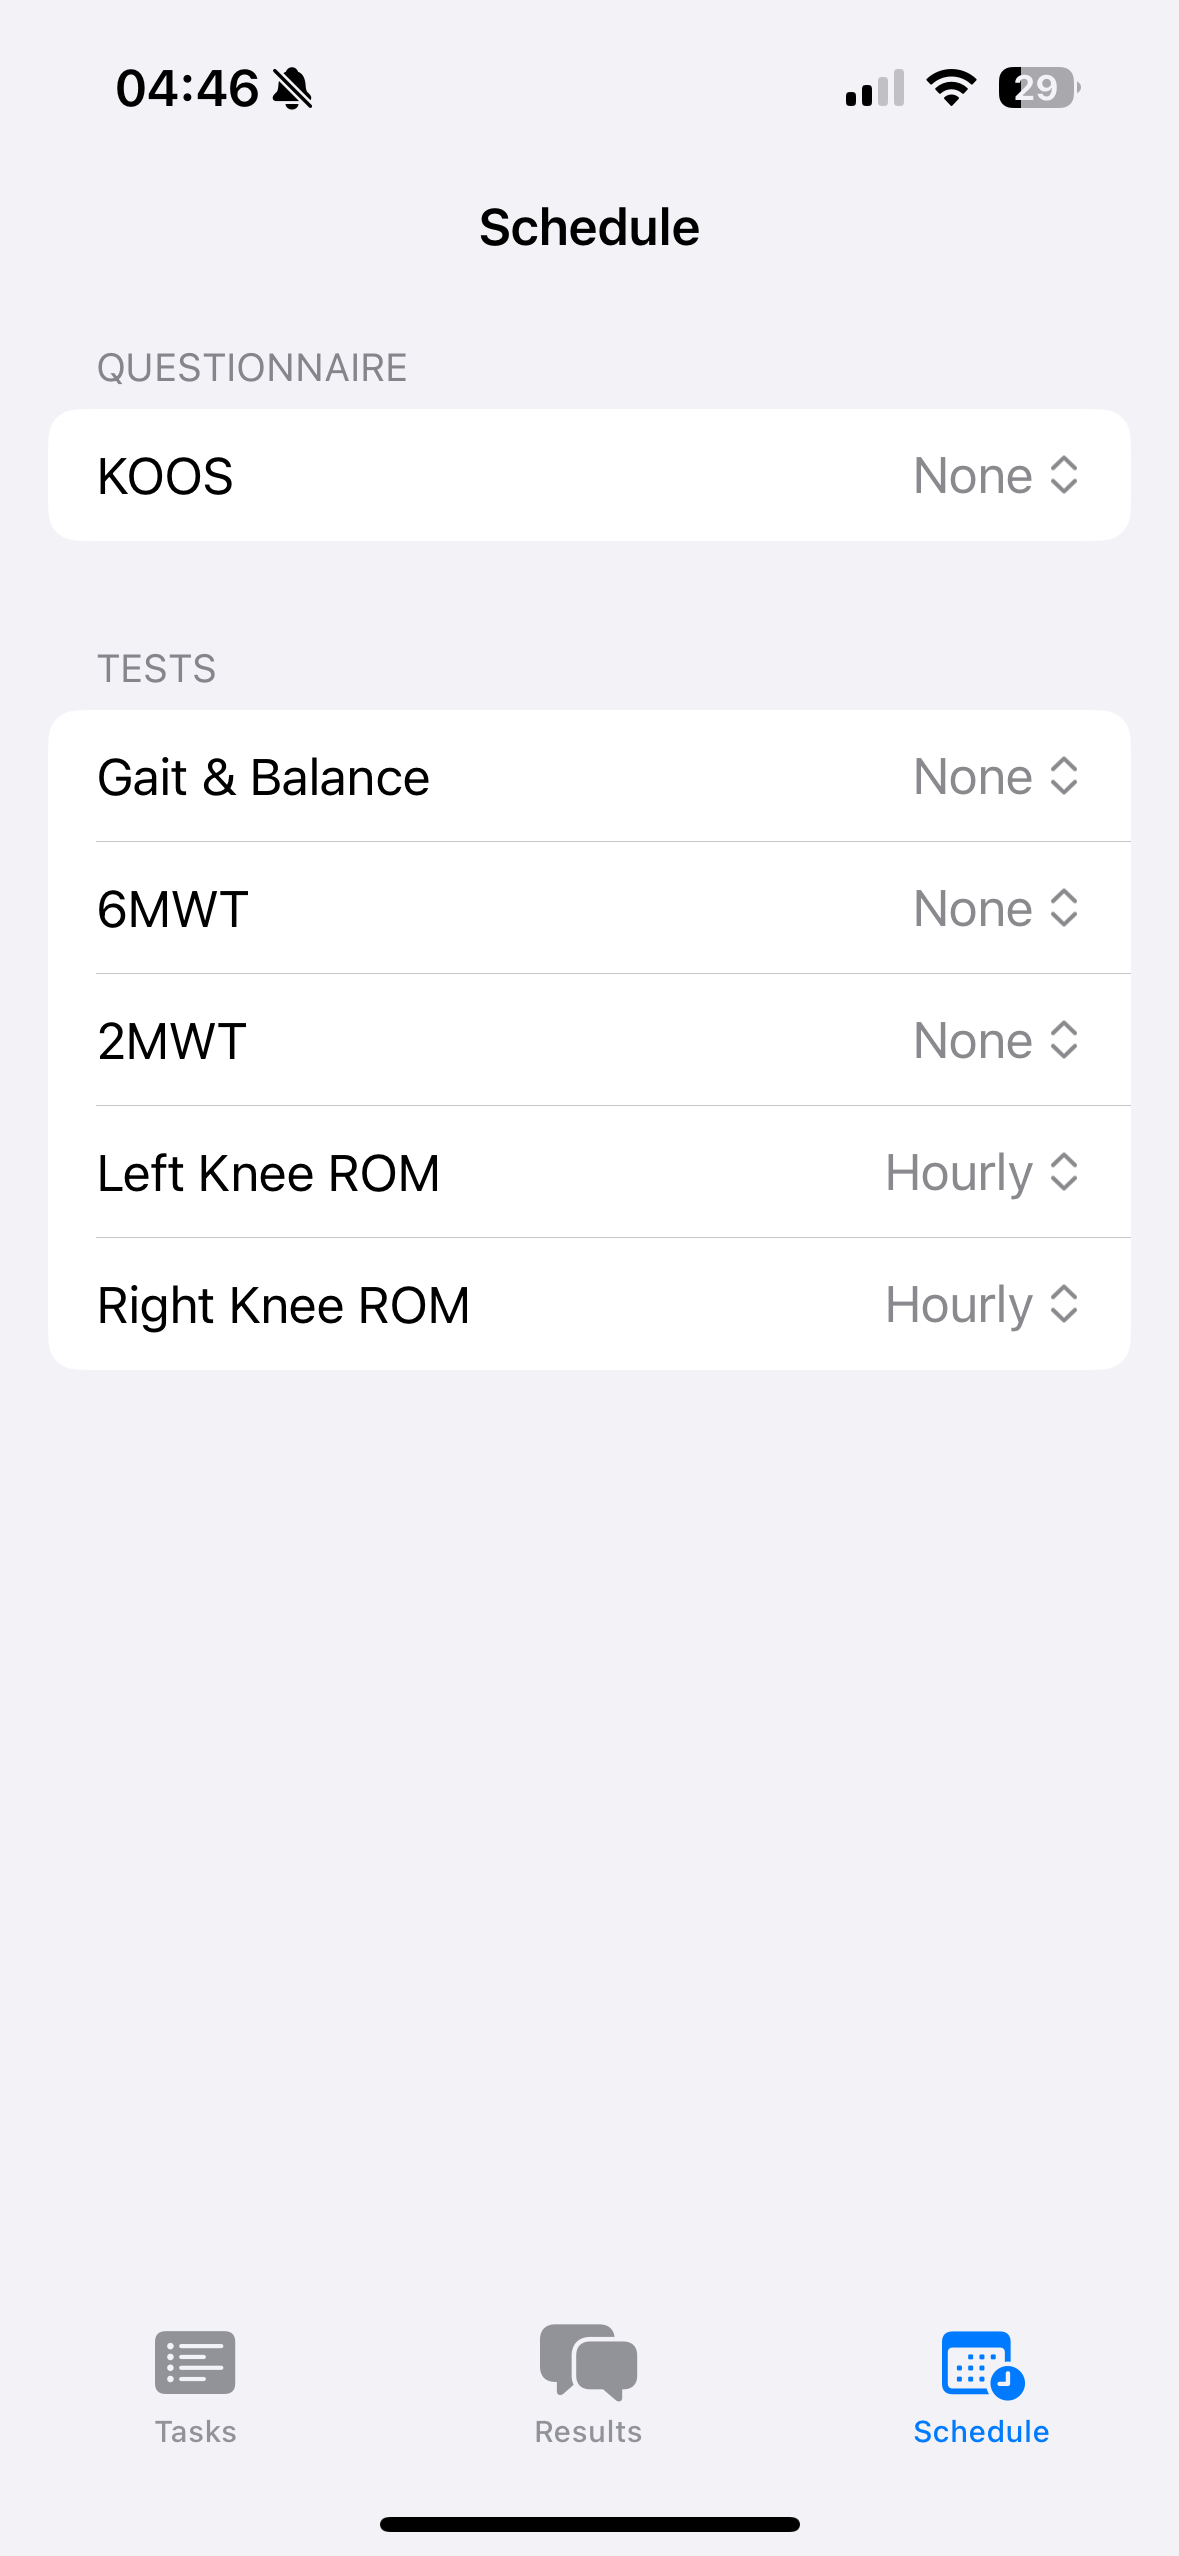 04:46
29
Schedule
QUESTIONNAIRE
KOOS None
TESTS
Gait & Balance None
6MWT None
2MWT None
Left Knee ROM Hourly
Right Knee ROM Hourly
Tasks Results Schedule